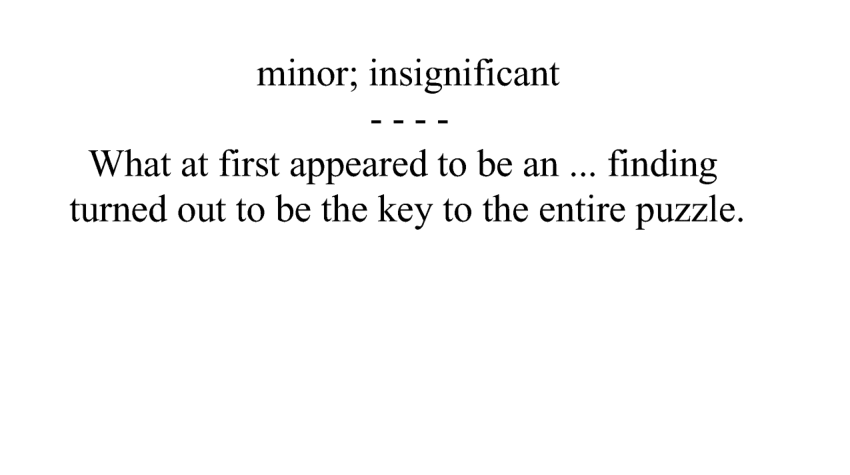 minor; insignificant
- - - -
What at first appeared to be an ... finding
turned out to be the key to the entire puzzle.